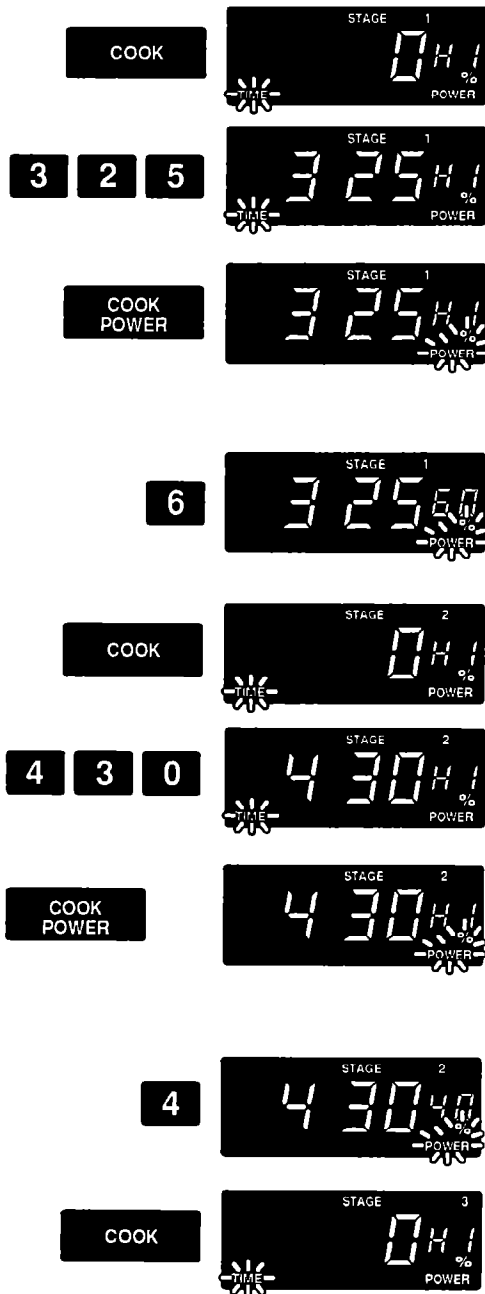 COOK
STAGE 1
0 HI
%
TIME POWER
3 2 5
STAGE 1
3 25 HI
%
TIME POWER
COOK
POWER
STAGE 1
3 25 HI
%
POWER
6
STAGE 1
3 25 60
%
POWER
COOK
STAGE 2
0 HI
%
TIME POWER
4 3 0
STAGE 2
4 30 HI
%
TIME POWER
COOK
POWER
STAGE 2
4 30 HI
%
POWER
4
STAGE 2
4 30 40
%
POWER
COOK
STAGE 3
0 HI
%
TIME POWER